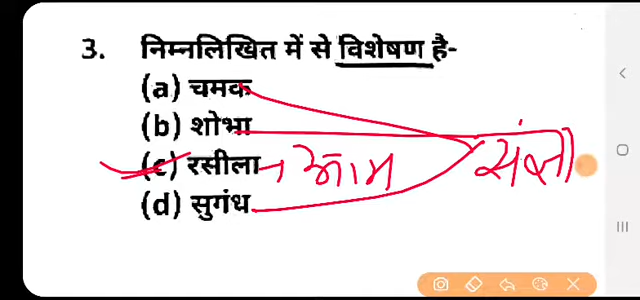 3. निम्नलिखित में से विशेषण है-
(a) चमक
(b) शोभा
(c) रसीला → आम संज्ञा
(d) सुगंध